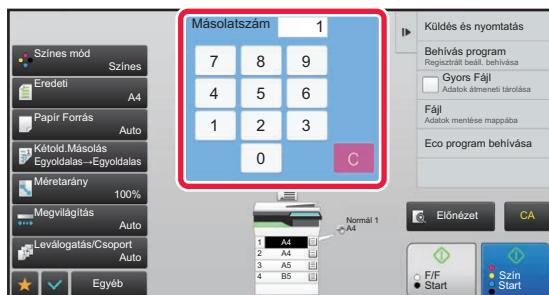 Színes mód
Színes
Eredeti
A4
Papír Forrás
Auto
Kétold.Másolás
Egyoldalas→Egyoldalas
Méretarány
100%
Megvilágítás
Auto
Leválogatás/Csoport
Auto
Egyéb
Másolatszám 1
7 8 9
4 5 6
1 2 3
0 C
Normál 1
A4
1 A4
2 A4
3 A5
4 B5
Küldés és nyomtatás
Behívás program
Regisztrált beáll. behívása
Gyors Fájl
Adatok átmeneti tárolása
Fájl
Adatok mentése mappába
Eco program behívása
Előnézet
CA
F/F
Start
Szín
Start